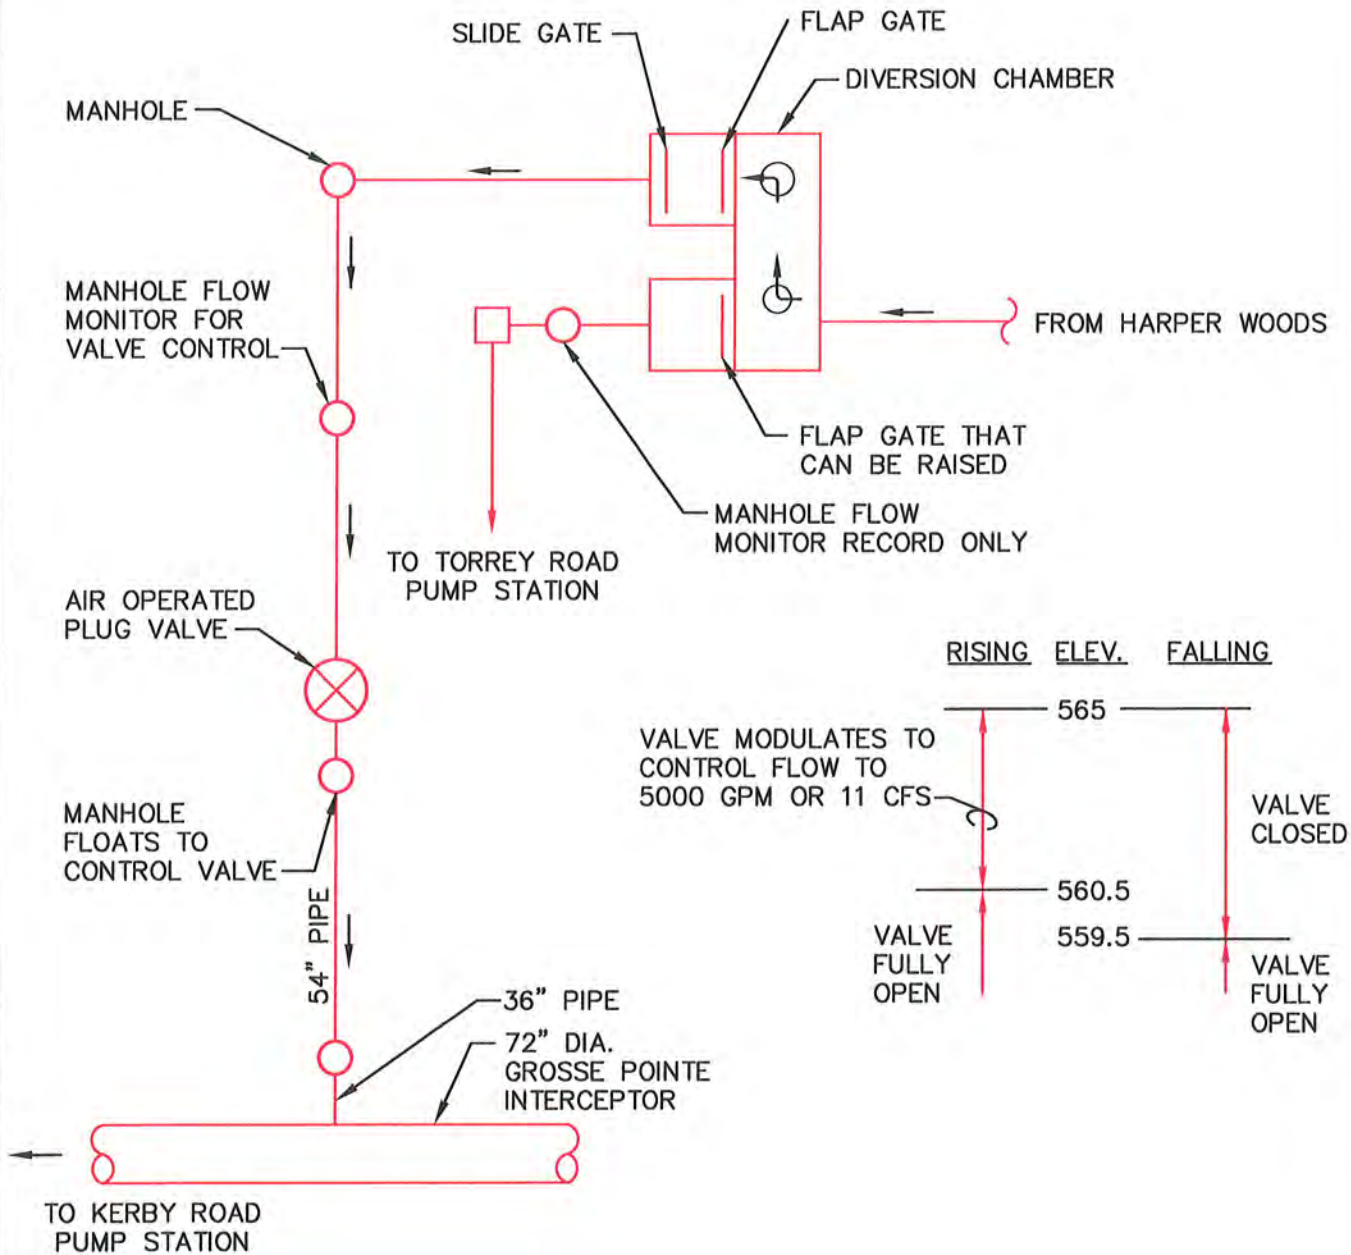 SLIDE GATE
FLAP GATE
DIVERSION CHAMBER
MANHOLE
MANHOLE FLOW
MONITOR FOR
VALVE CONTROL
FROM HARPER WOODS
FLAP GATE THAT
CAN BE RAISED
MANHOLE FLOW
MONITOR RECORD ONLY
TO TORREY ROAD
PUMP STATION
AIR OPERATED
PLUG VALVE
RISING ELEV. FALLING
565
VALVE MODULATES TO
CONTROL FLOW TO
5000 GPM OR 11 CFS
VALVE
CLOSED
MANHOLE
FLOATS TO
CONTROL VALVE
560.5
559.5
VALVE
FULLY
OPEN
VALVE
FULLY
OPEN
54" PIPE
36" PIPE
72" DIA.
GROSSE POINTE
INTERCEPTOR
TO KERBY ROAD
PUMP STATION